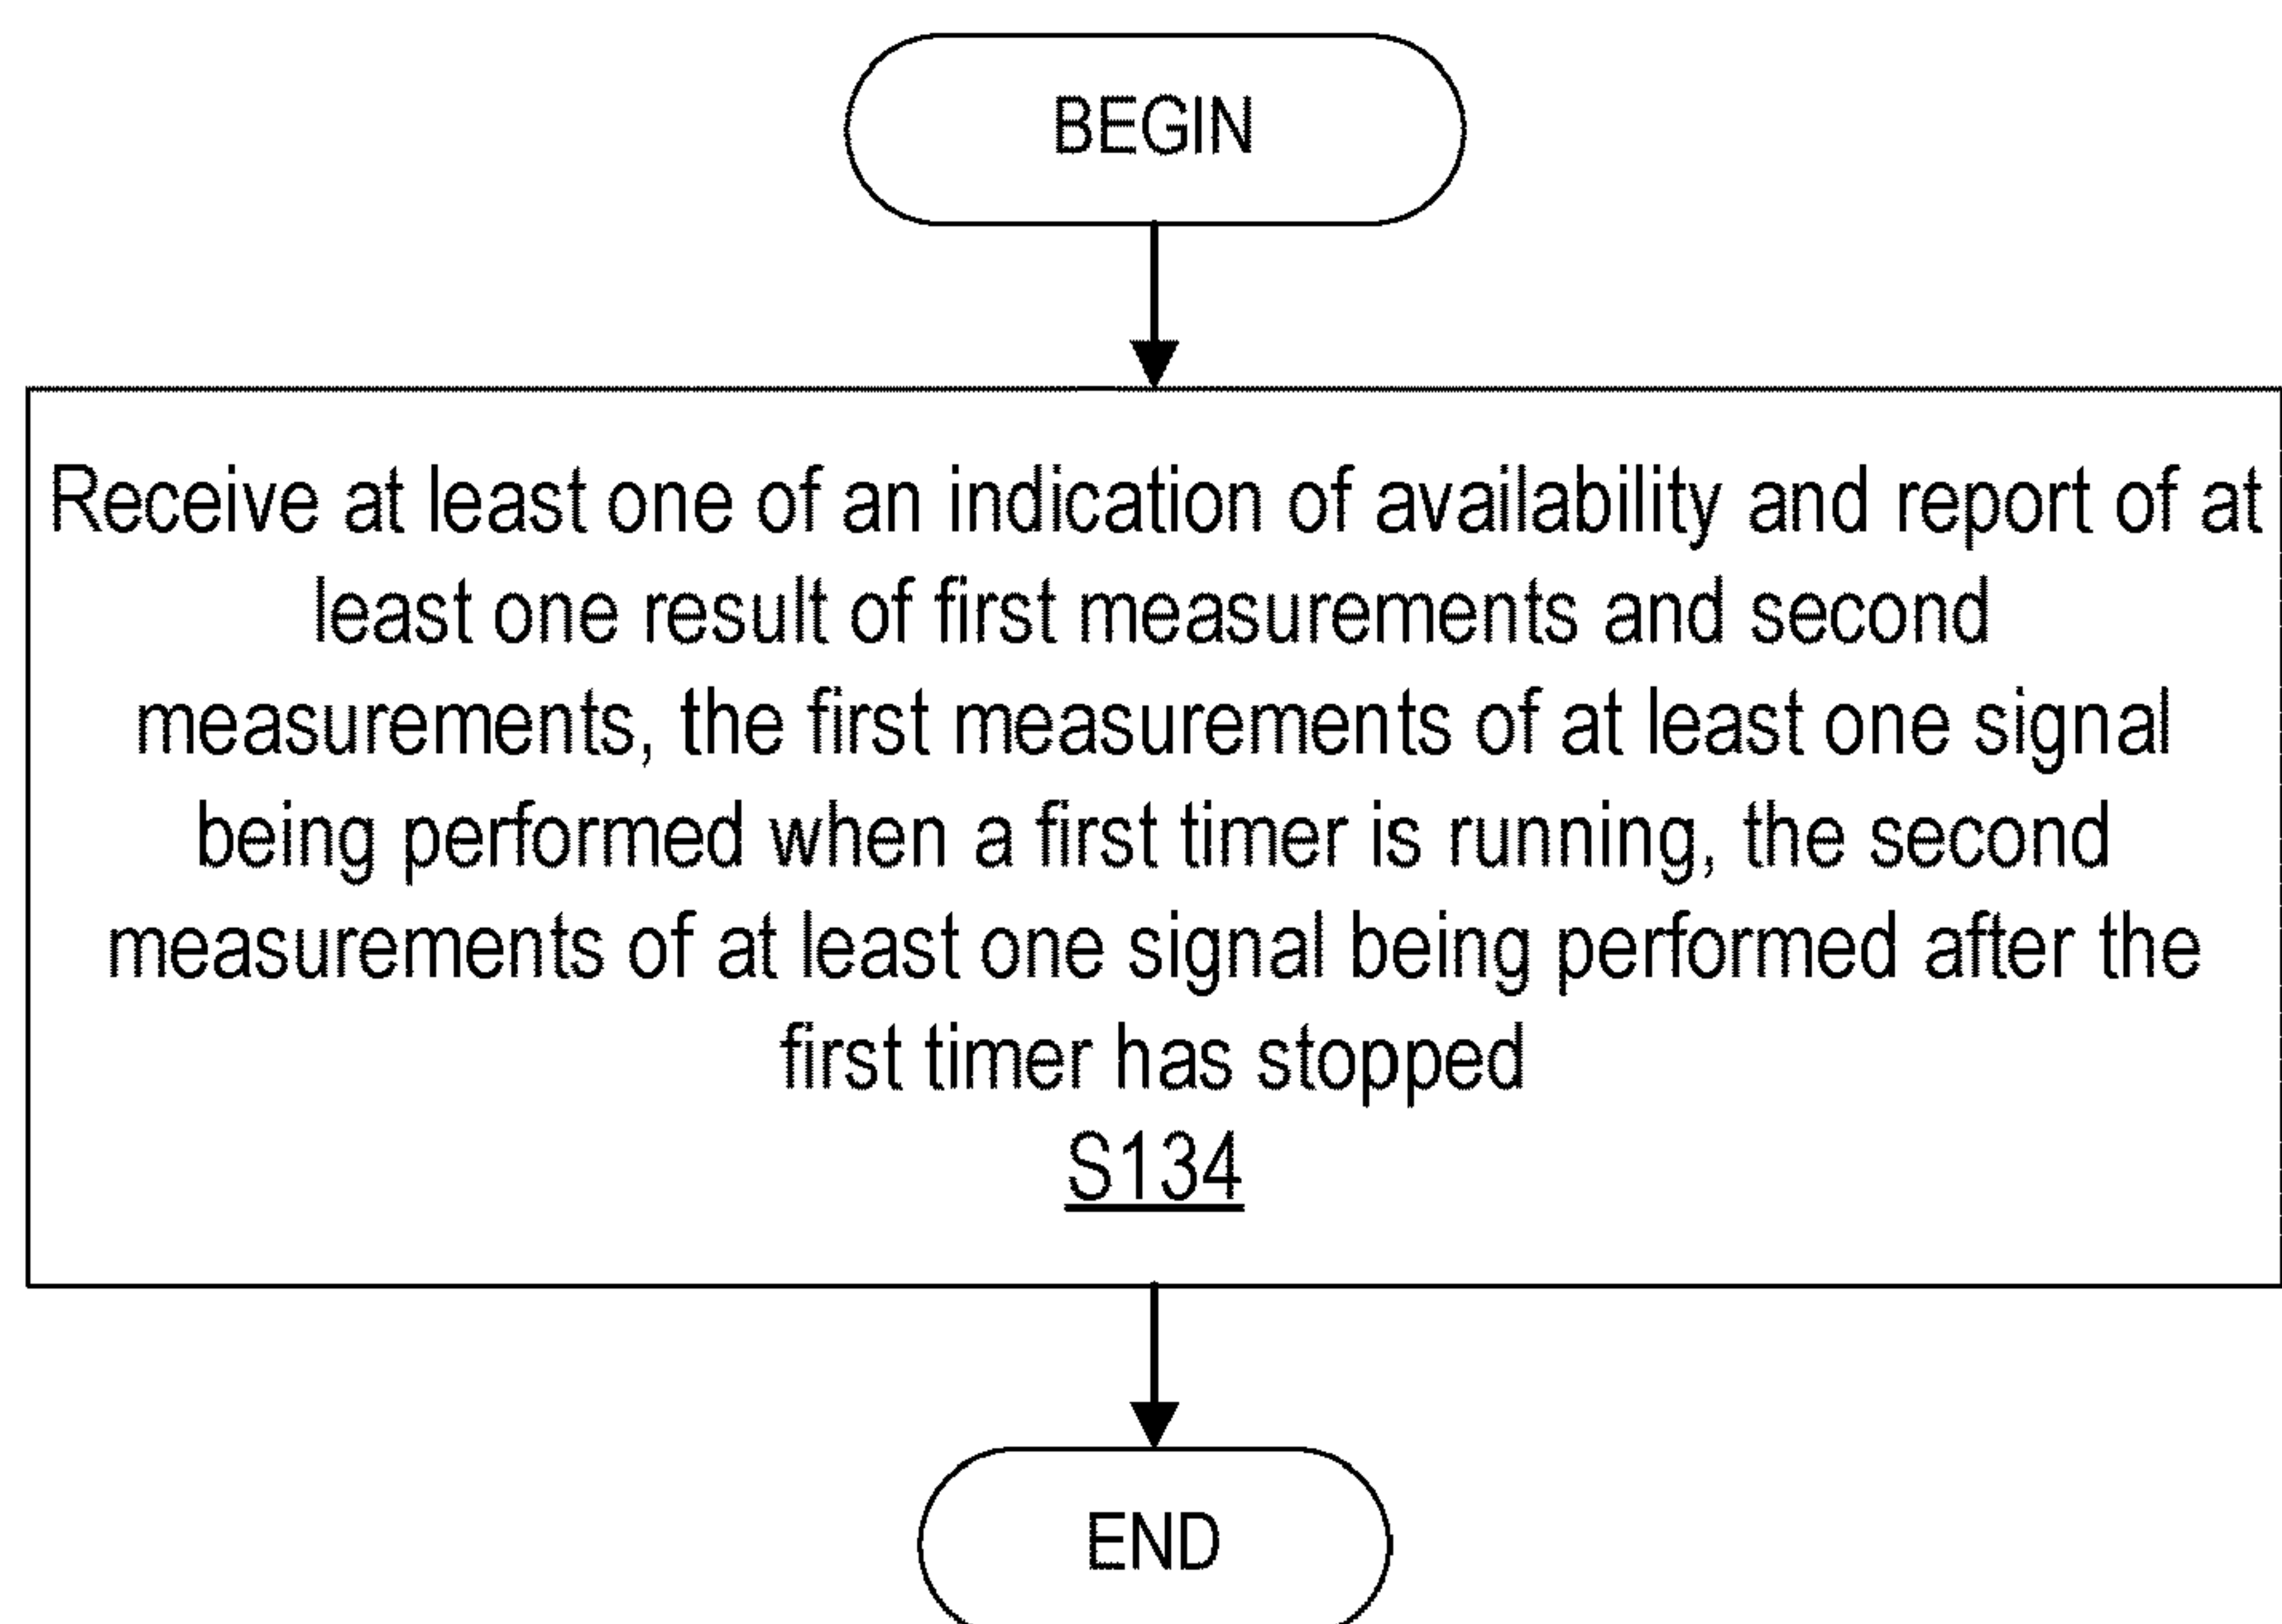 BEGIN
Receive at least one of an indication of availability and report of at
least one result of first measurements and second
measurements, the first measurements of at least one signal
being performed when a first timer is running, the second
measurements of at least one signal being performed after the
first timer has stopped
S134
END